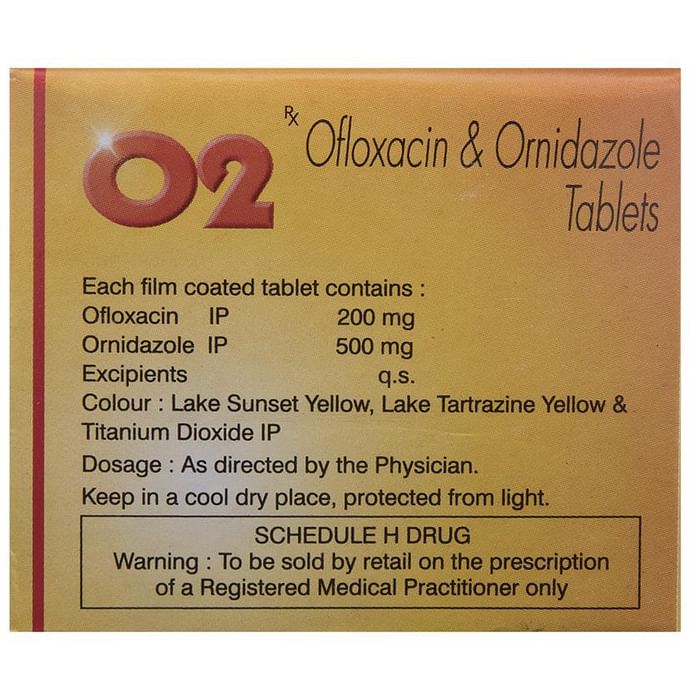 O2
Rx Ofloxacin & Ornidazole
Tablets
Each film coated tablet contains :
Ofloxacin IP 200 mg
Ornidazole IP 500 mg
Excipients q.s.
Colour : Lake Sunset Yellow, Lake Tartrazine Yellow &
Titanium Dioxide IP
Dosage : As directed by the Physician.
Keep in a cool dry place, protected from light.
SCHEDULE H DRUG
Warning : To be sold by retail on the prescription
of a Registered Medical Practitioner only